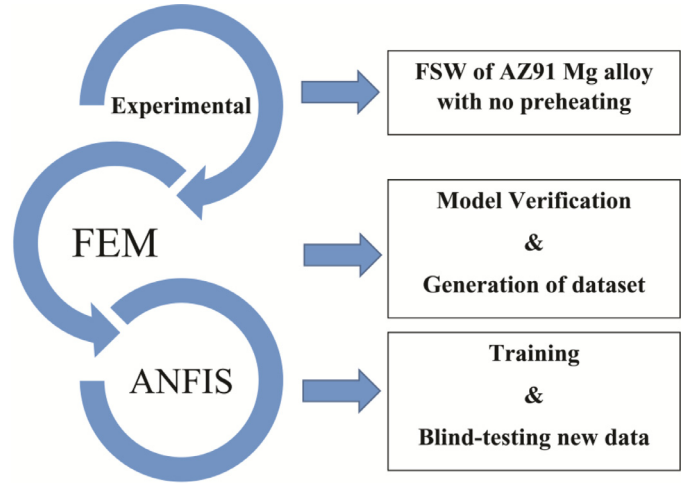 Experimental
FSW of AZ91 Mg alloy
with no preheating
FEM
Model Verification
&
Generation of dataset
ANFIS
Training
&
Blind-testing new data